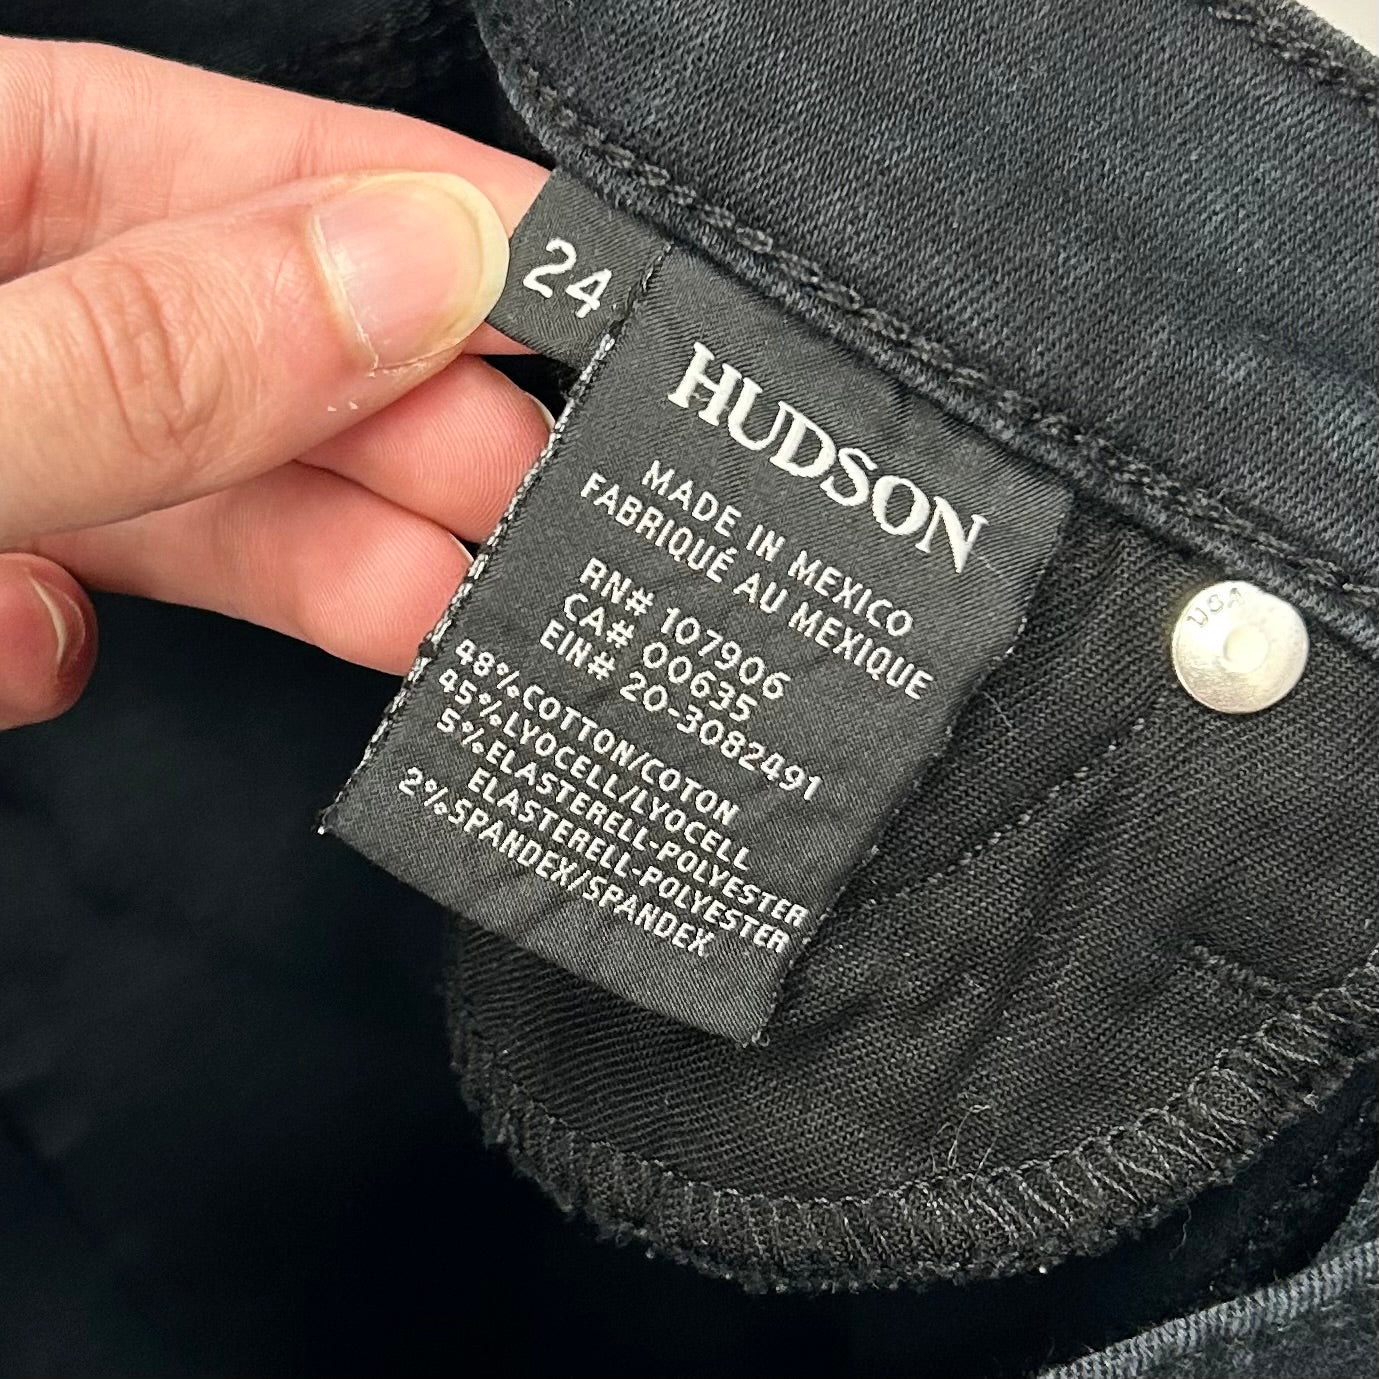 24
HUDSON
MADE IN MEXICO
FABRIQUÉ AU MEXIQUE
RN# 107906
CA# 00635
EIN# 20-3082491
48%COTTON/COTON
45%LYOCELL/LYOCELL
5%ELASTERELL-POLYESTER
ELASTERELL-POLYESTER
2%SPANDEX/SPANDEX
USA